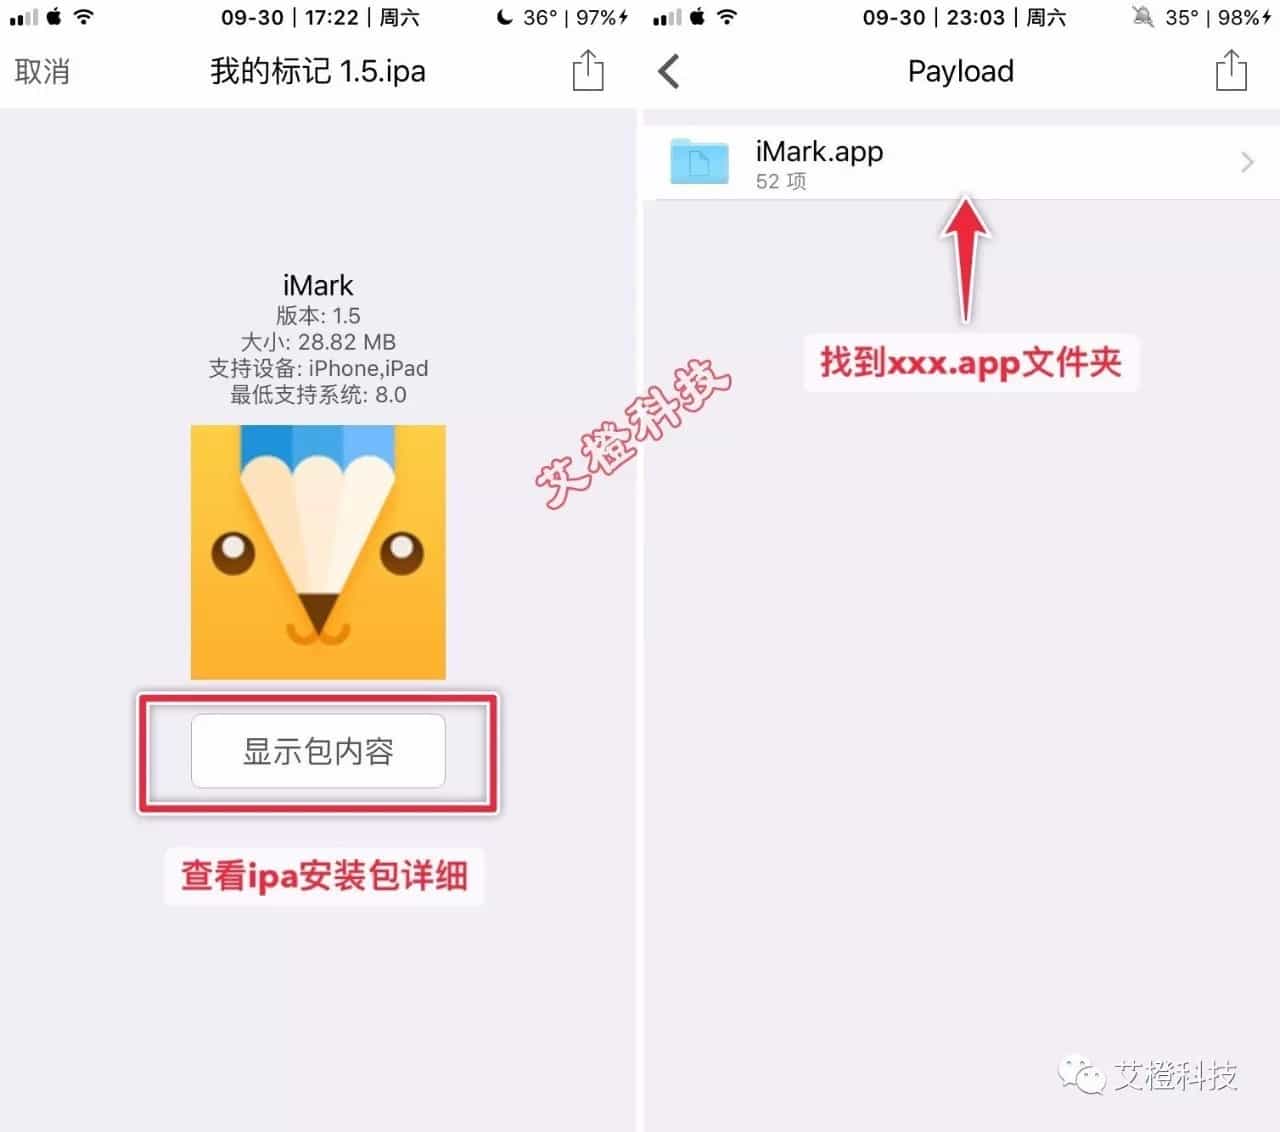 09-30 | 17:22 | 周六
36° | 97%
取消
我的标记 1.5.ipa
iMark
版本: 1.5
大小: 28.82 MB
支持设备: iPhone,iPad
最低支持系统: 8.0
显示包内容
查看ipa安装包详细
艾橙科技
09-30 | 23:03 | 周六
35° | 98%
Payload
iMark.app
52 项
找到xxx.app文件夹
艾橙科技